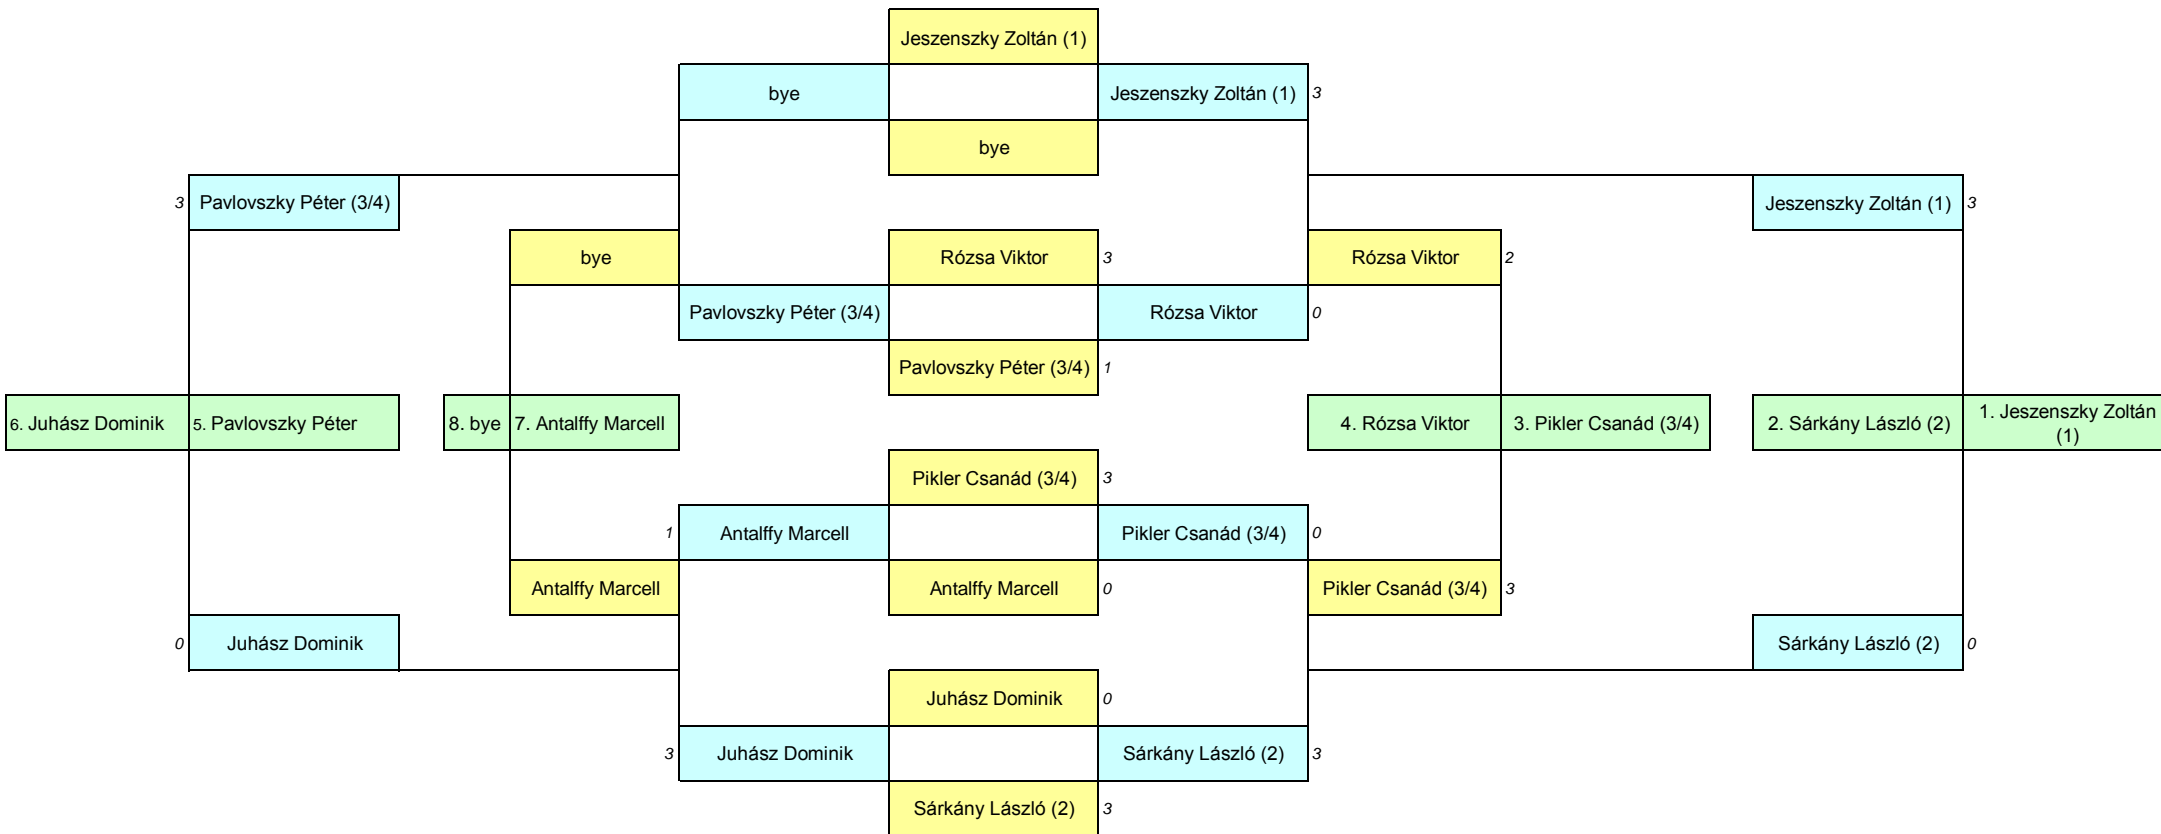 Jeszenszky Zoltán (1)
bye
Jeszenszky Zoltán (1) 3
bye
3 Pavlovszky Péter (3/4)
Jeszenszky Zoltán (1) 3
bye
Rózsa Viktor 3
Rózsa Viktor 2
Pavlovszky Péter (3/4)
Rózsa Viktor 0
Pavlovszky Péter (3/4) 1
6. Juhász Dominik
5. Pavlovszky Péter
8. bye
7. Antalffy Marcell
4. Rózsa Viktor
3. Pikler Csanád (3/4)
2. Sárkány László (2)
1. Jeszenszky Zoltán
(1)
Pikler Csanád (3/4) 3
1 Antalffy Marcell
Pikler Csanád (3/4) 0
Antalffy Marcell
Antalffy Marcell 0
Pikler Csanád (3/4) 3
0 Juhász Dominik
Sárkány László (2) 0
Juhász Dominik 0
3 Juhász Dominik
Sárkány László (2) 3
Sárkány László (2) 3